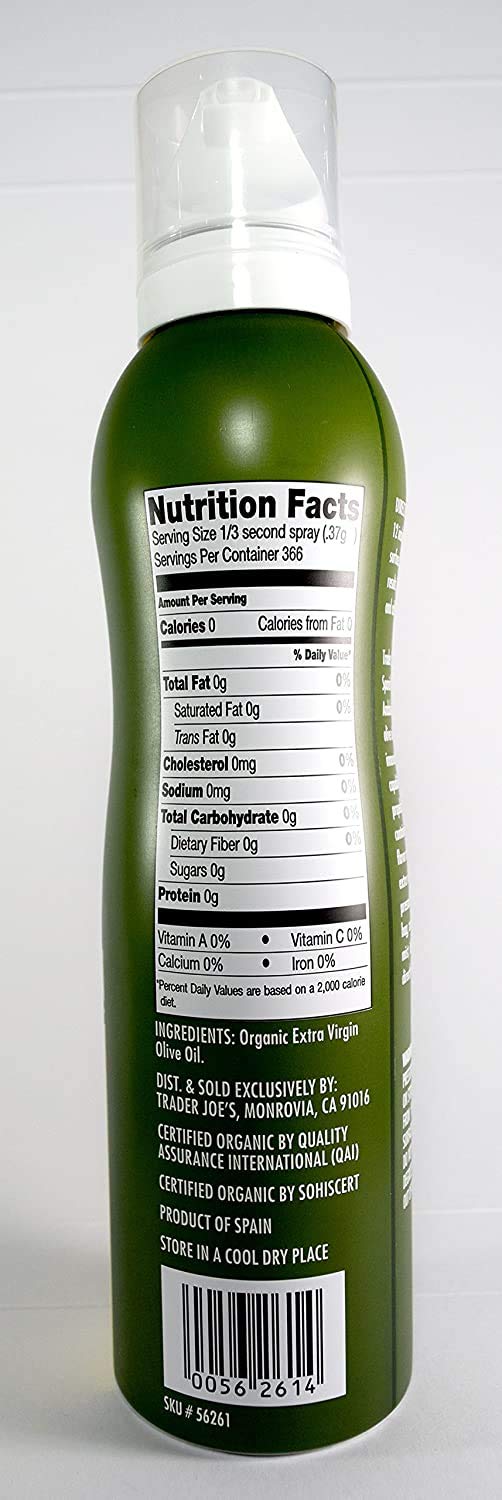 Nutrition Facts
Serving Size 1/3 second spray (.37g )
Servings Per Container 366
Amount Per Serving
Calories 0 Calories from Fat 0
% Daily Value*
Total Fat 0g 0%
Saturated Fat 0g 0%
Trans Fat 0g
Cholesterol 0mg 0%
Sodium 0mg 0%
Total Carbohydrate 0g 0%
Dietary Fiber 0g 0%
Sugars 0g
Protein 0g
Vitamin A 0% • Vitamin C 0%
Calcium 0% • Iron 0%
*Percent Daily Values are based on a 2,000 calorie
diet.
INGREDIENTS: Organic Extra Virgin
Olive Oil.
DIST. & SOLD EXCLUSIVELY BY:
TRADER JOE'S, MONROVIA, CA 91016
CERTIFIED ORGANIC BY QUALITY
ASSURANCE INTERNATIONAL (QAI)
CERTIFIED ORGANIC BY SOHISCERT
PRODUCT OF SPAIN
STORE IN A COOL DRY PLACE
0056 2614
SKU # 56261